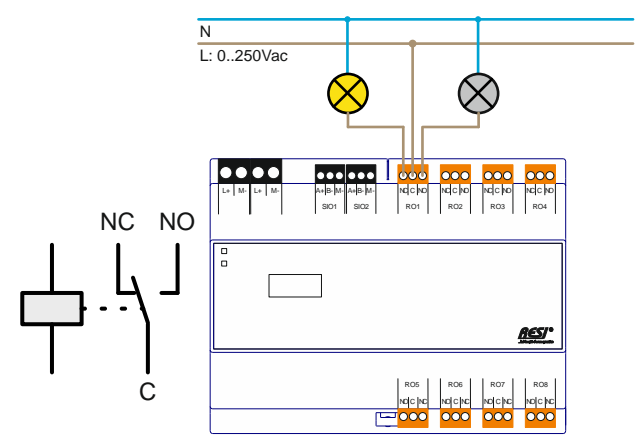 N
L: 0..250Vac
L+ M- L+ M- A+ B- M- A+ B- M- NC C NO NC C NO NC C NO NC C NO
SIO1 SIO2 RO1 RO2 RO3 RO4
NC NO
C
RESI
RO5 RO6 RO7 RO8
NO C NC NO C NC NO C NC NO C NC